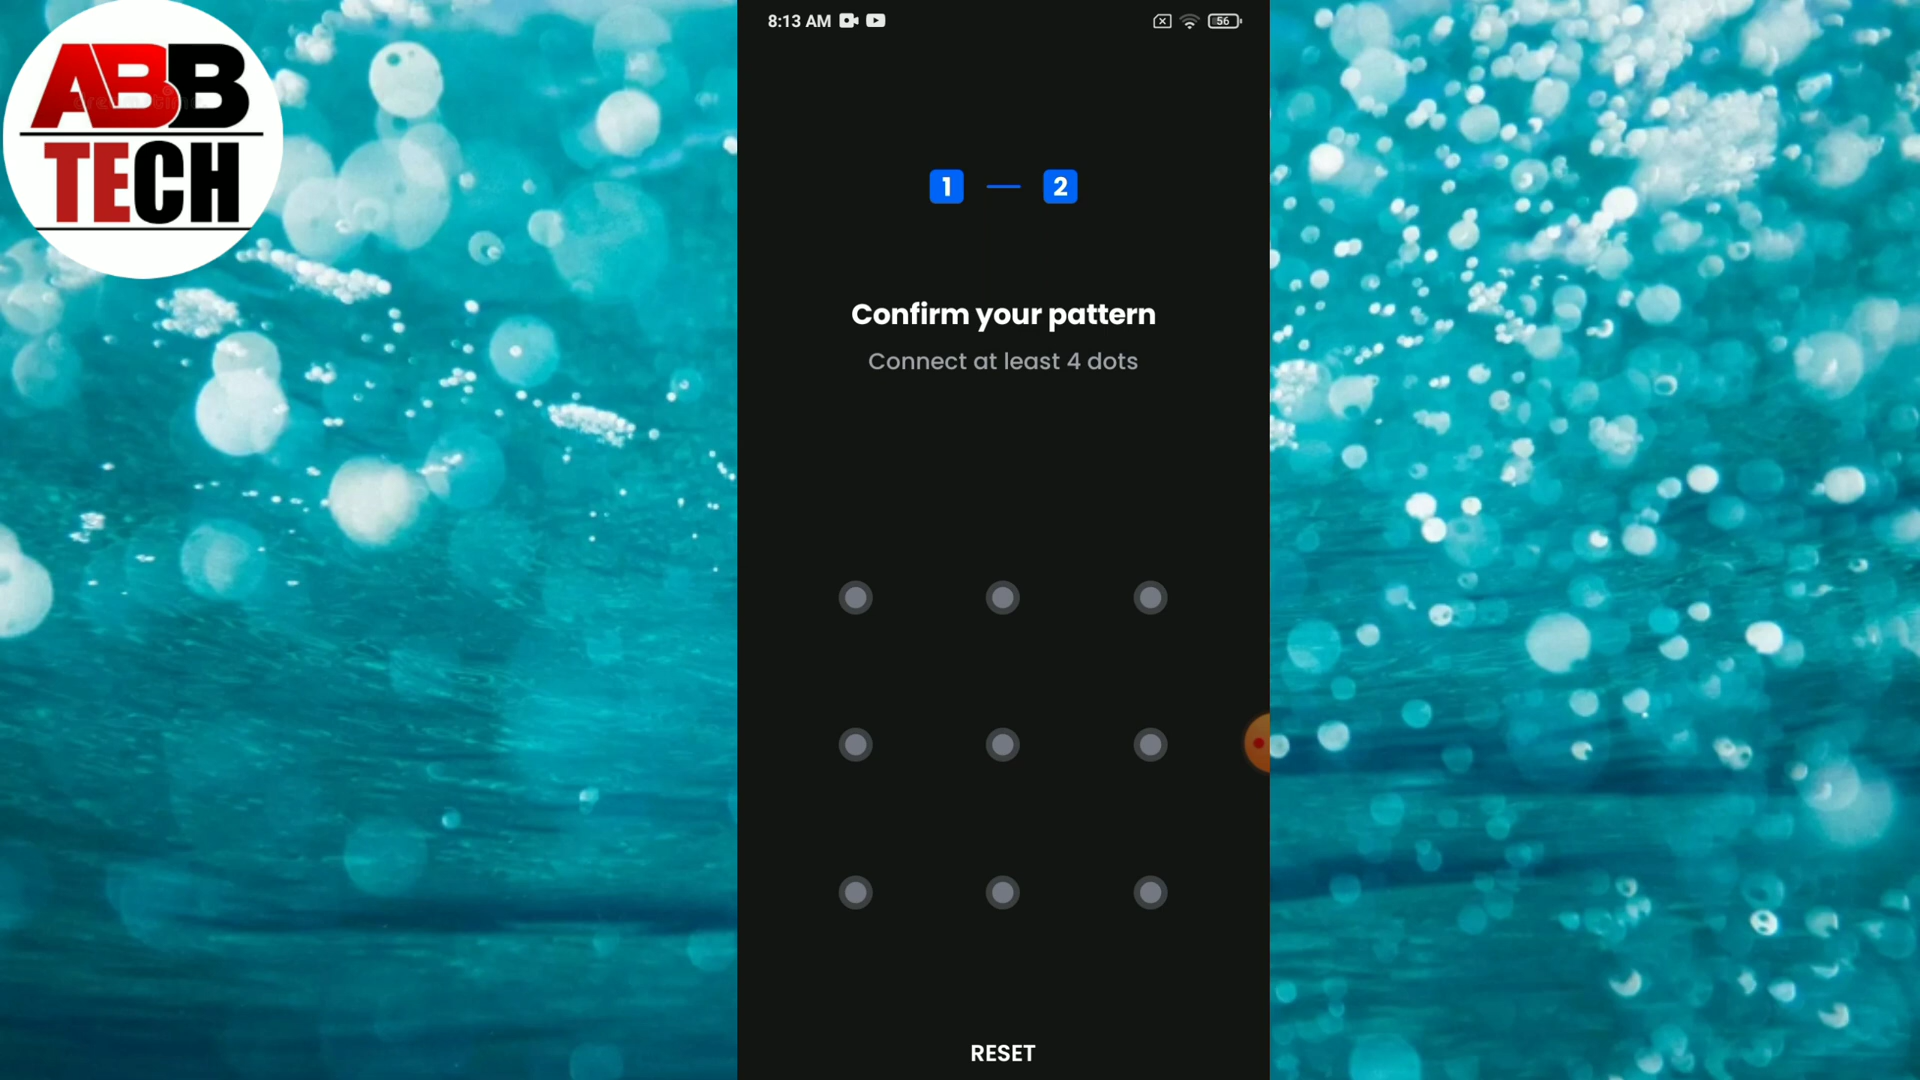 ABB
TECH
8:13 AM
56
1
2
Confirm your pattern
Connect at least 4 dots
RESET